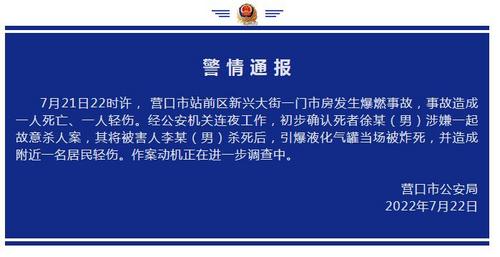 警情通报
7月21日22时许，营口市站前区新兴大街一门市房发生爆燃事故，事故造成
一人死亡、一人轻伤。经公安机关连夜工作，初步确认死者徐某（男）涉嫌一起
故意杀人案，其将被害人李某（男）杀死后，引爆液化气罐当场被炸死，并造成
附近一名居民轻伤。作案动机正在进一步调查中。
营口市公安局
2022年7月22日